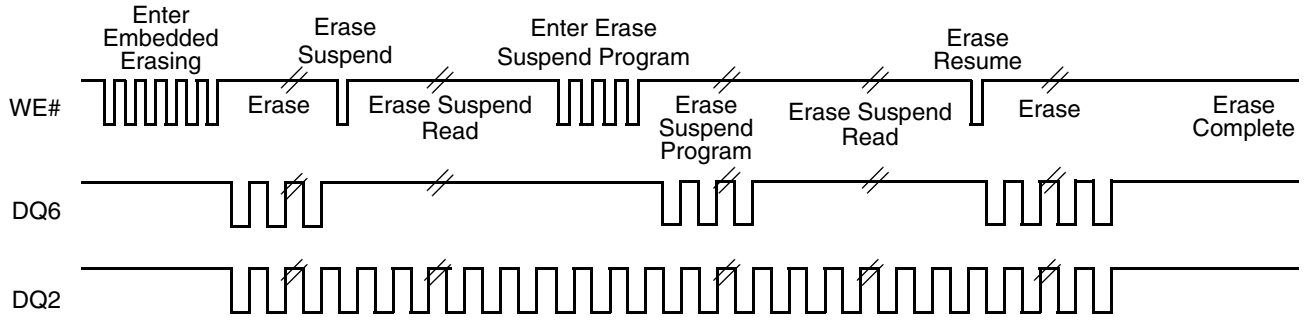 Enter
Embedded
Erasing
Erase
Suspend
Enter Erase
Suspend Program
Erase
Resume
WE#
Erase
Erase Suspend
Read
Erase
Suspend
Program
Erase Suspend
Read
Erase
Erase
Complete
DQ6
DQ2